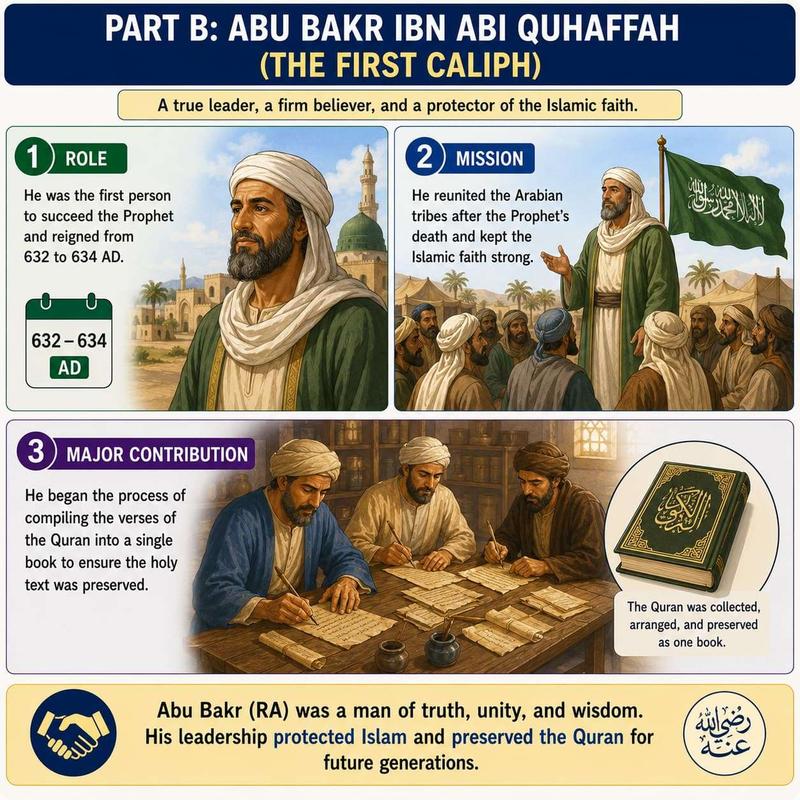 PART B: ABU BAKR IBN ABI QUHAFFAH
(THE FIRST CALIPH)
A true leader, a firm believer, and a protector of the Islamic faith.
1 ROLE
He was the first person
to succeed the Prophet
and reigned from
632 to 634 AD.
632 – 634
AD
2 MISSION
He reunited the Arabian
tribes after the Prophet's
death and kept the
Islamic faith strong.
3 MAJOR CONTRIBUTION
He began the process of
compiling the verses of
the Quran into a single
book to ensure the holy
text was preserved.
The Quran was collected,
arranged, and preserved
as one book.
Abu Bakr (RA) was a man of truth, unity, and wisdom.
His leadership protected Islam and preserved the Quran for
future generations.
رضي الله
عنه